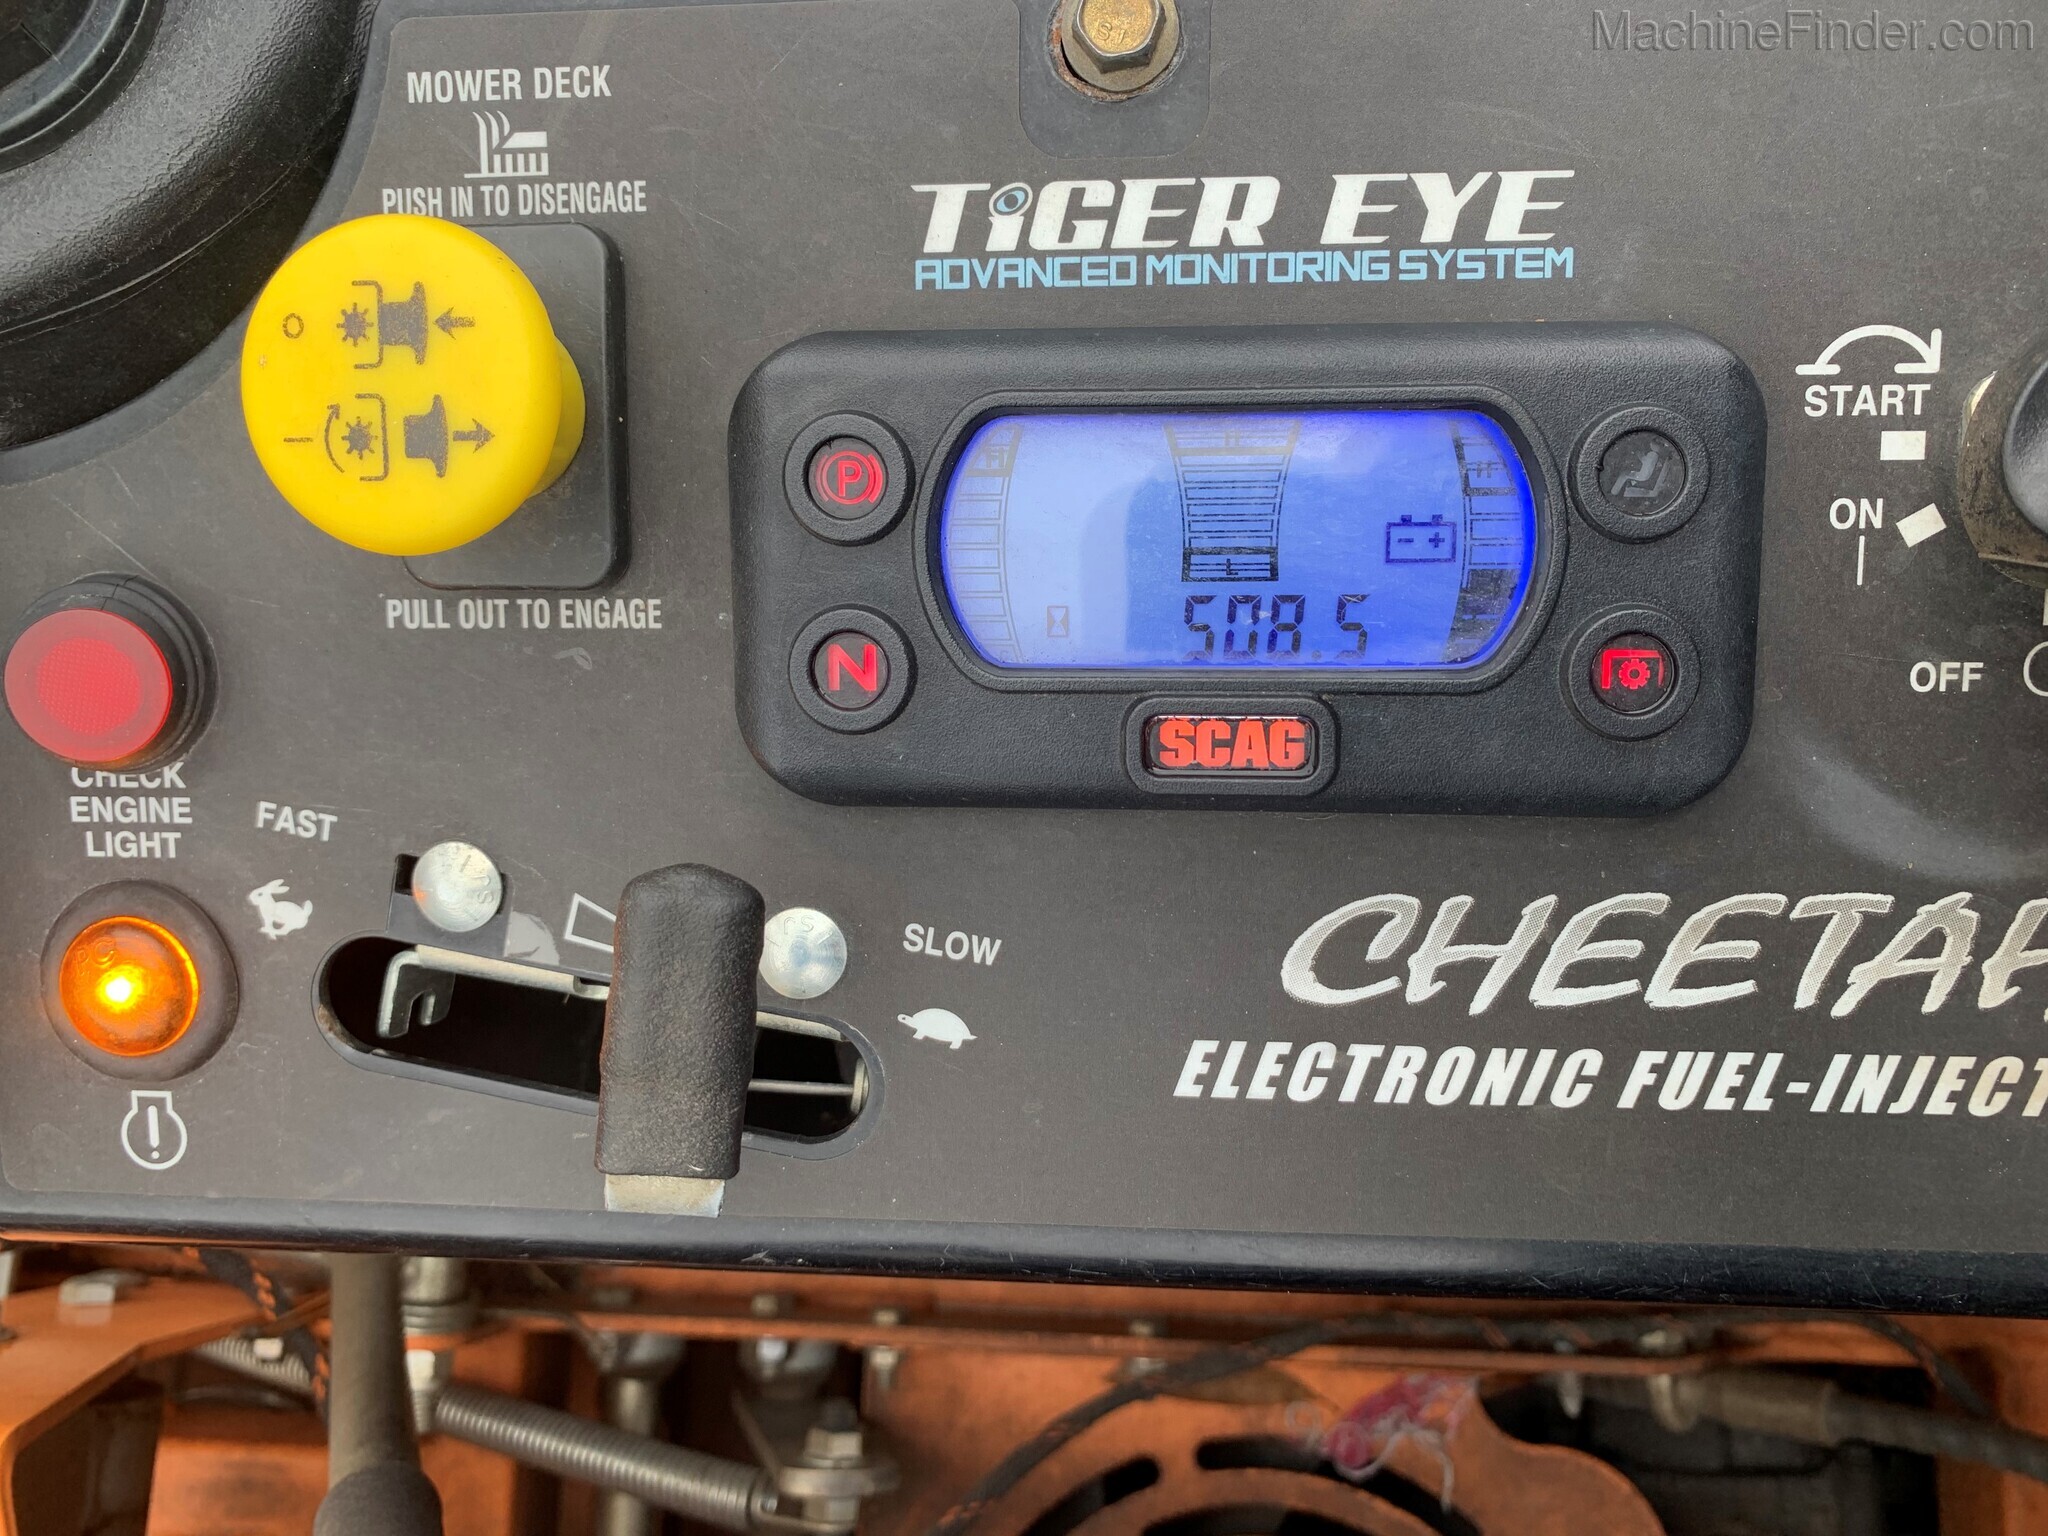 MachineFinder.com
MOWER DECK
PUSH IN TO DISENGAGE
PULL OUT TO ENGAGE
TiGER EYE
ADVANCED MONITORING SYSTEM
START
ON
OFF
P
N
H
- +
508.5
SCAG
CHECK
ENGINE
LIGHT
FAST
SLOW
CHEETAH
ELECTRONIC FUEL-INJECT